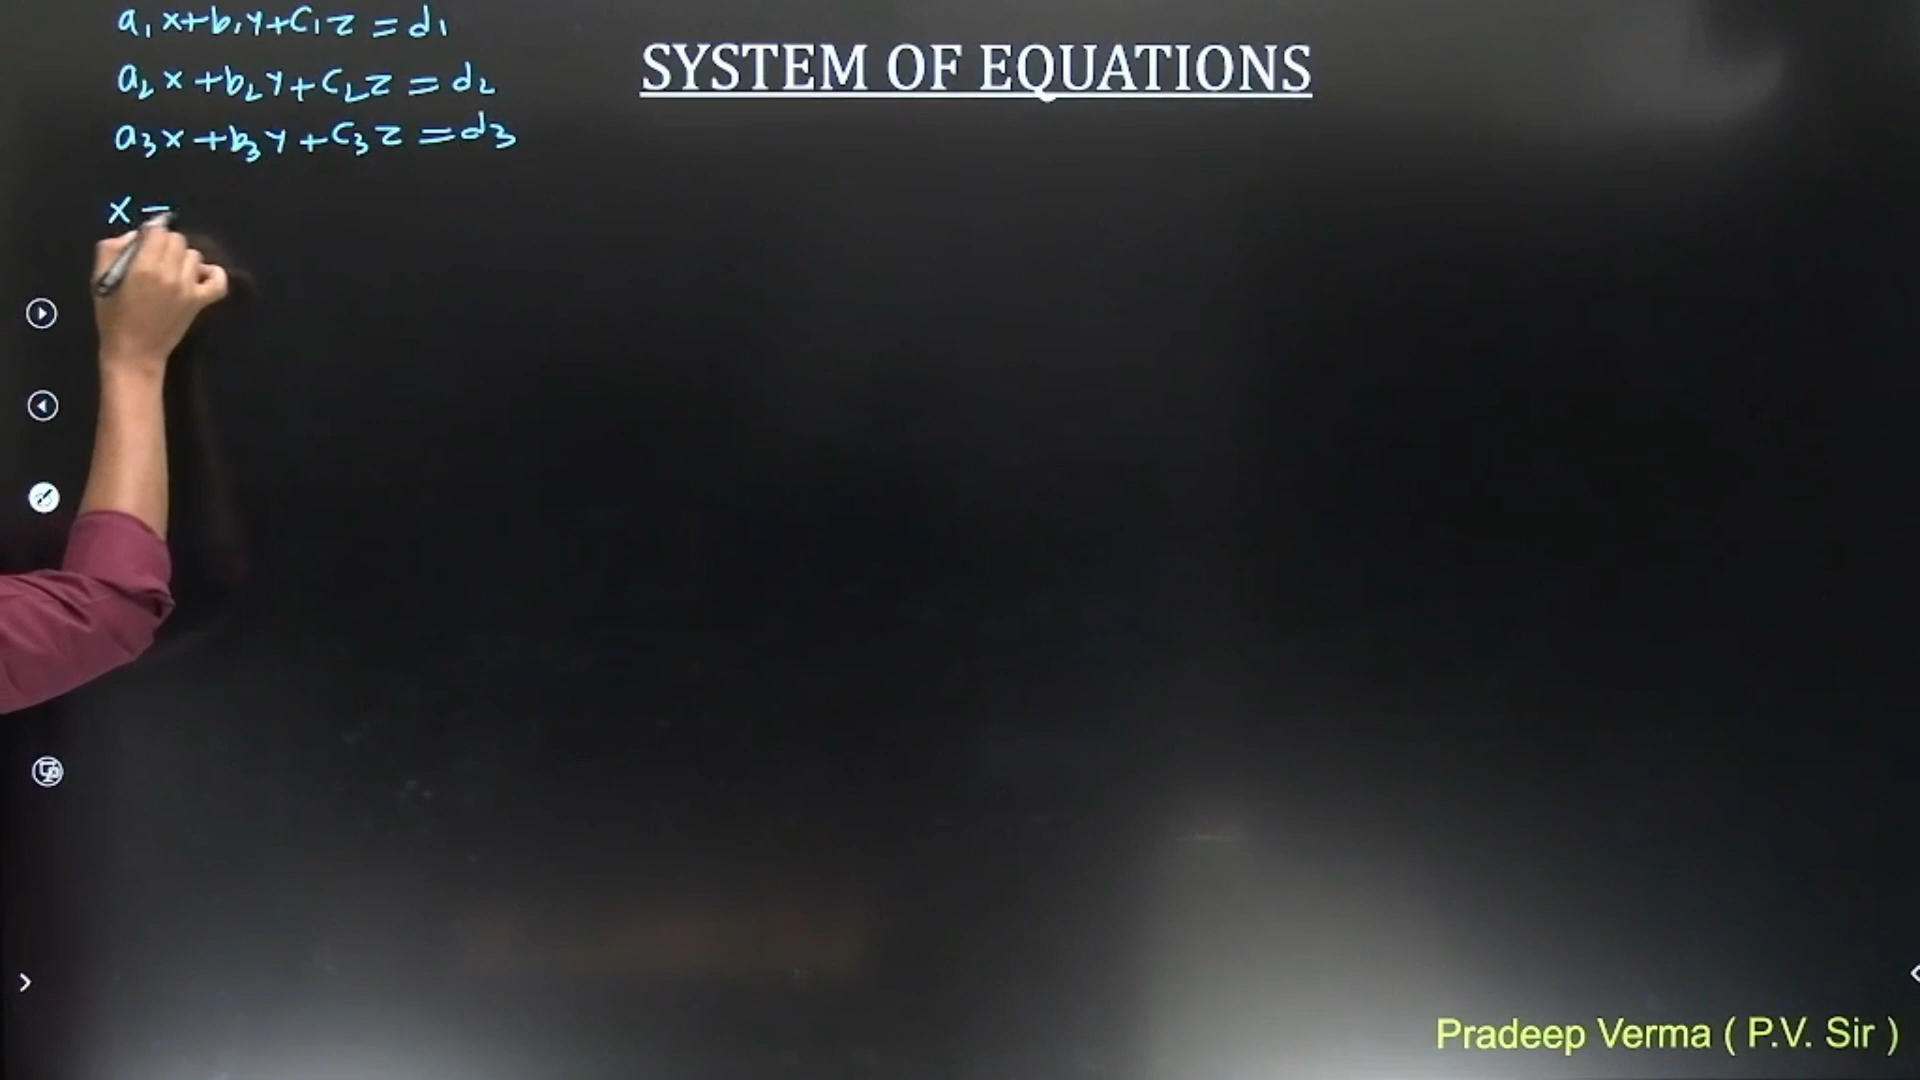 a₁x+b₁y+c₁z = d₁
SYSTEM OF EQUATIONS
a₂x+b₂y+c₂z = d₂
a₃x+b₃y+c₃z = d₃
x =
Pradeep Verma ( P.V. Sir )